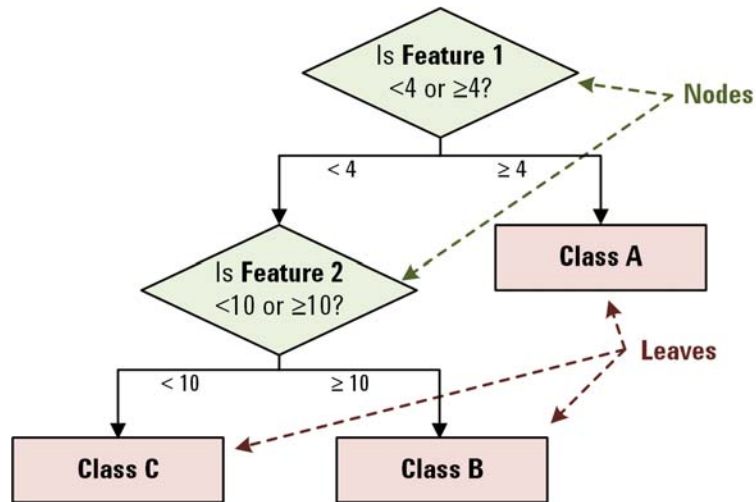 Is Feature 1
<4 or ≥4?
Nodes
< 4
≥ 4
Is Feature 2
<10 or ≥10?
Class A
Leaves
< 10
≥ 10
Class C
Class B